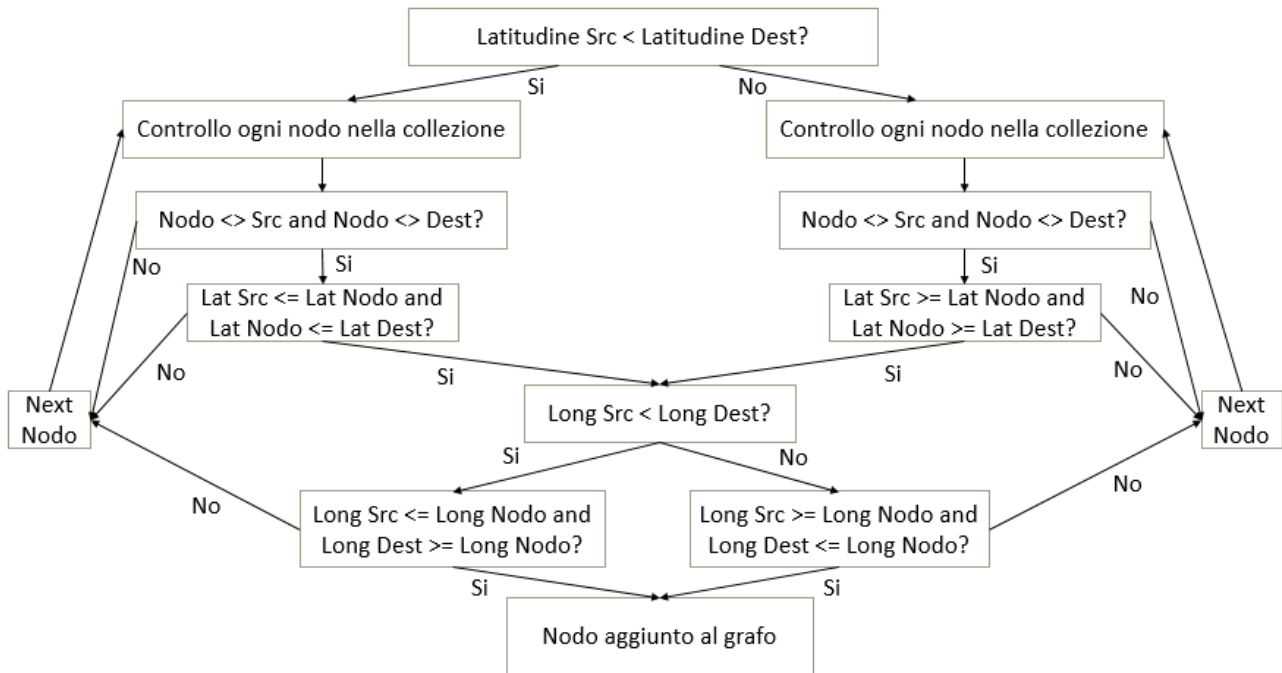 Latitudine Src < Latitudine Dest?
Si
No
Controllo ogni nodo nella collezione
Controllo ogni nodo nella collezione
Nodo <> Src and Nodo <> Dest?
Nodo <> Src and Nodo <> Dest?
No
Si
Si
No
Lat Src <= Lat Nodo and
Lat Nodo <= Lat Dest?
Lat Src >= Lat Nodo and
Lat Nodo >= Lat Dest?
No
Si
Si
No
Next
Nodo
Long Src < Long Dest?
Next
Nodo
Si
No
No
No
Long Src <= Long Nodo and
Long Dest >= Long Nodo?
Long Src >= Long Nodo and
Long Dest <= Long Nodo?
Si
Si
Nodo aggiunto al grafo